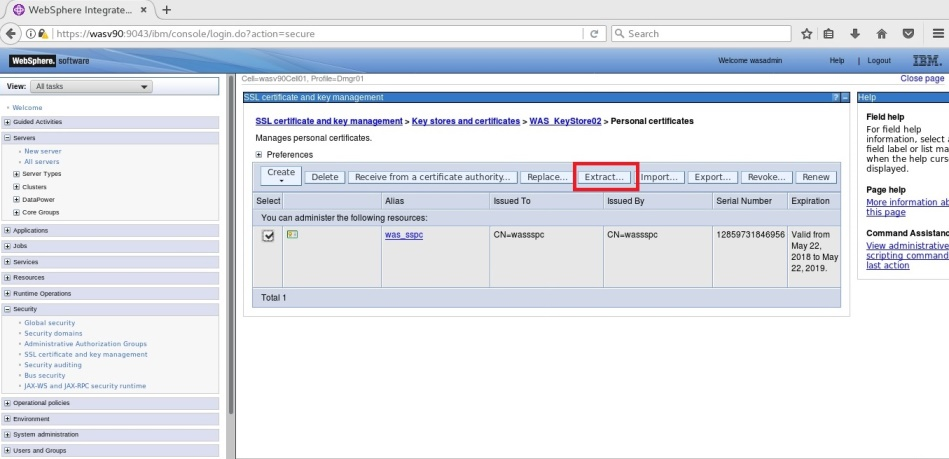 WebSphere Integrate...
https://wasv90:9043/ibm/console/login.do?action=secure
Search
WebSphere. software
Welcome wasadmin
Help | Logout
IBM.
View: All tasks
Cell=wasv90Cell01, Profile=Dmgr01
Close page
Welcome
Guided Activities
Servers
New server
All servers
Server Types
Clusters
DataPower
Core Groups
Applications
Jobs
Services
Resources
Runtime Operations
Security
Global security
Security domains
Administrative Authorization Groups
SSL certificate and key management
Security auditing
Bus security
JAX-WS and JAX-RPC security runtime
Operational policies
Environment
System administration
Users and Groups
SSL certificate and key management
SSL certificate and key management > Key stores and certificates > WAS_KeyStore02 > Personal certificates
Manages personal certificates.
Preferences
Create Delete Receive from a certificate authority... Replace... Extract... Import... Export... Revoke... Renew
Select Alias Issued To Issued By Serial Number Expiration
You can administer the following resources:
was_sspc CN=wassspc CN=wassspc 12859731846956 Valid from
May 22,
2018 to May
22, 2019.
Total 1
Help
Field help
For field help
information, select a
field label or list ma
when the help curs
displayed.
Page help
More information ab
this page
Command Assistanc
View administrative
scripting command
last action